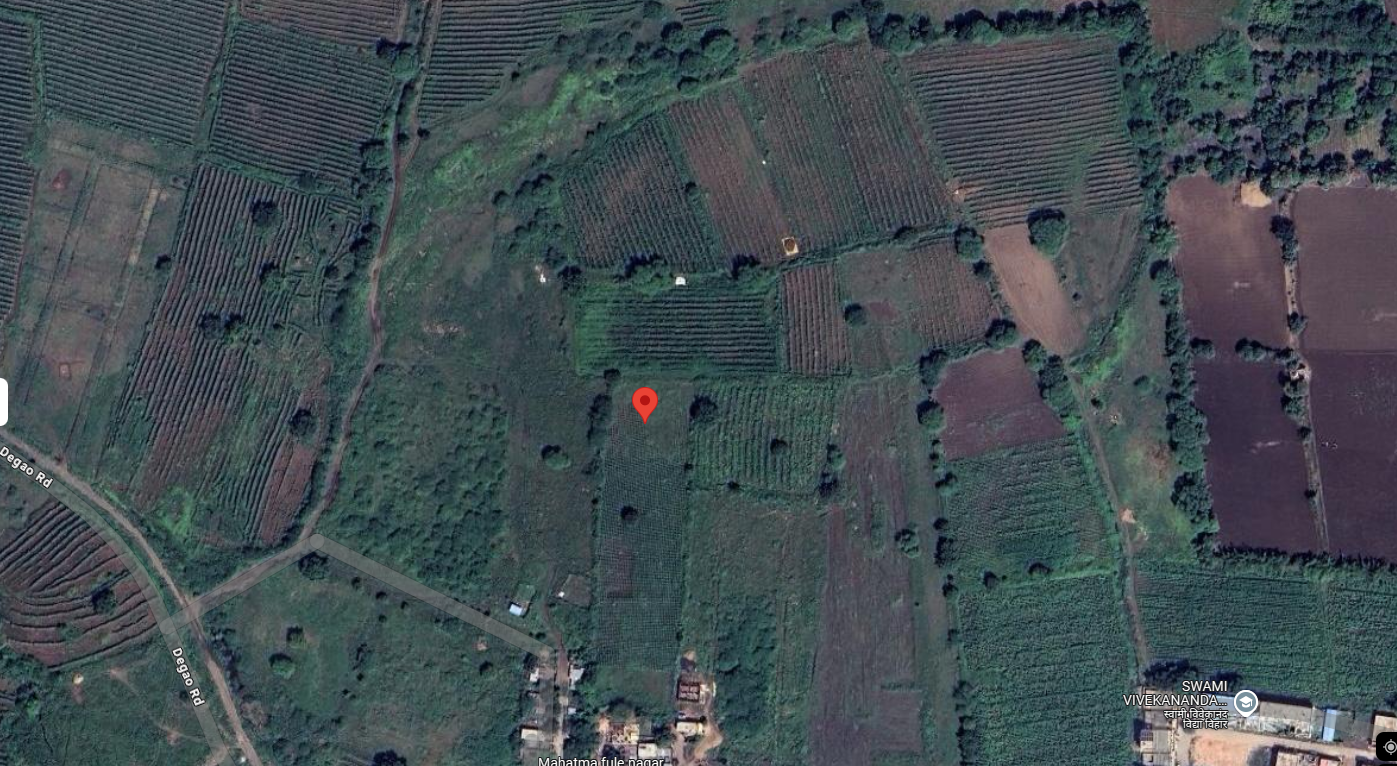 Degao Rd
Degao Rd
SWAMI
VIVEKANANDA...
स्वामी विवेकानंद
विद्या विहार
Mahatma fule nagar